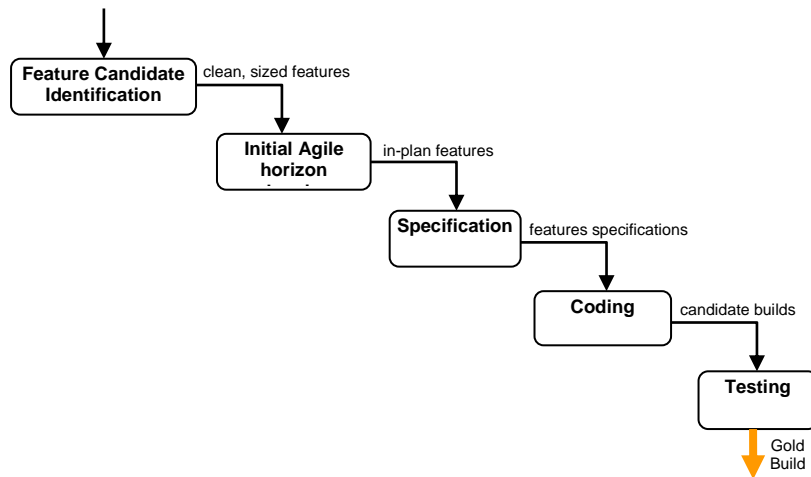 Feature Candidate
Identification
clean, sized features
Initial Agile
horizon
in-plan features
Specification
features specifications
Coding
candidate builds
Testing
Gold
Build